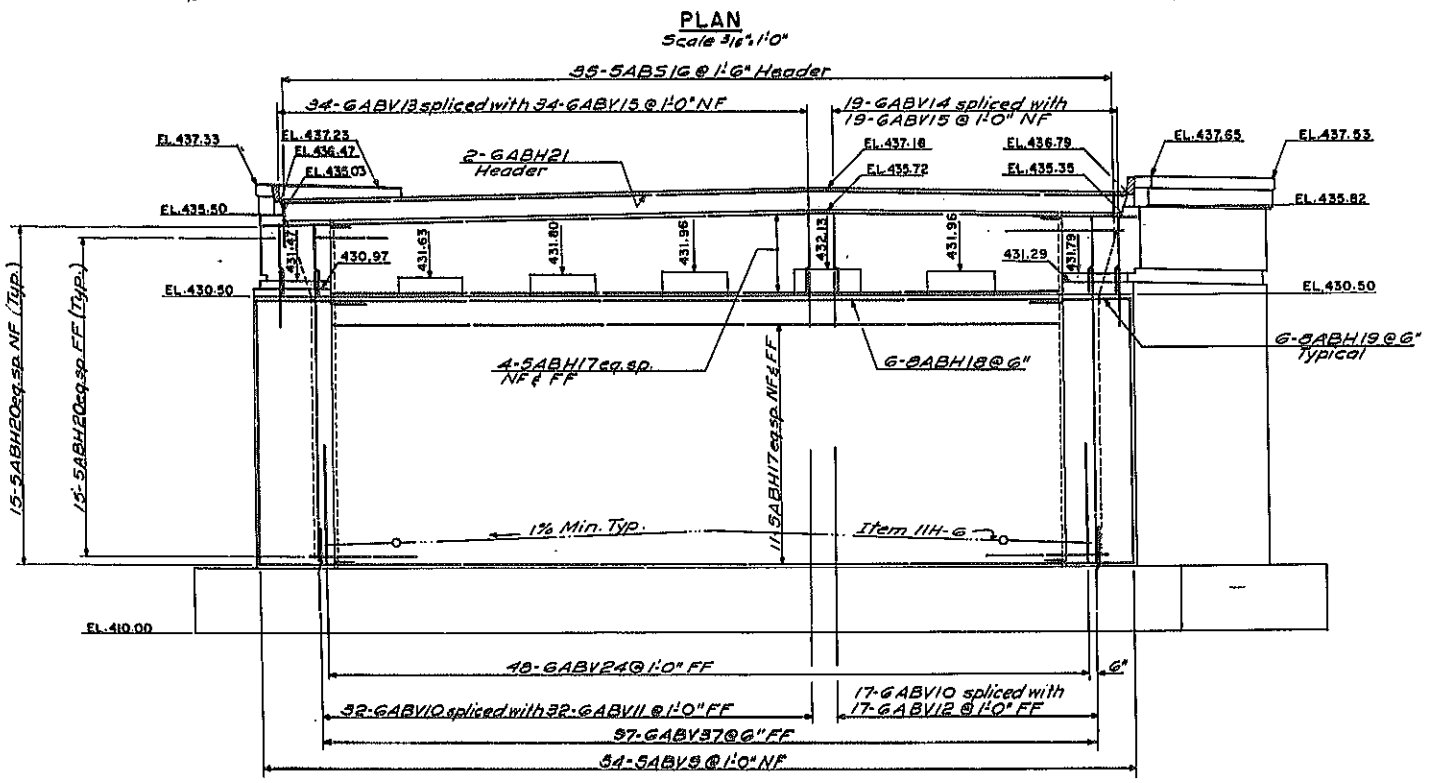 PLAN
Scale 3/16"=1'-0"
35-5ABS16 @ 1'-6" Header
34-6ABV13 spliced with 34-6ABV15 @ 1'-0" NF
19-6ABV14 spliced with
19-6ABV15 @ 1'-0" NF
EL.437.33
EL.437.23
EL.436.47
EL.435.03
2-6ABH21
Header
EL.437.16
EL.435.72
EL.436.79
EL.435.35
EL.437.65
EL.437.53
EL.435.50
EL.435.82
431.47
430.97
431.63
431.80
431.96
432.13
431.96
431.29
431.79
EL.430.50
EL.430.50
15-5ABH20 eq. sp. NF (Typ.)
15-5ABH20 eq. sp. FF (Typ.)
4-5ABH17 eq. sp.
NF & FF
6-8ABH18 @ 6"
6-8ABH19 @ 6"
Typical
11-5ABH17 eq. sp. NF & FF
1% Min. Typ.
Item 11H-6
EL.410.00
48-6ABV24 @ 1'-0" FF
6"
32-6ABV10 spliced with 32-6ABV11 @ 1'-0" FF
17-6ABV10 spliced with
17-6ABV12 @ 1'-0" FF
97-6ABV37 @ 6" FF
54-5ABV9 @ 1'-0" NF